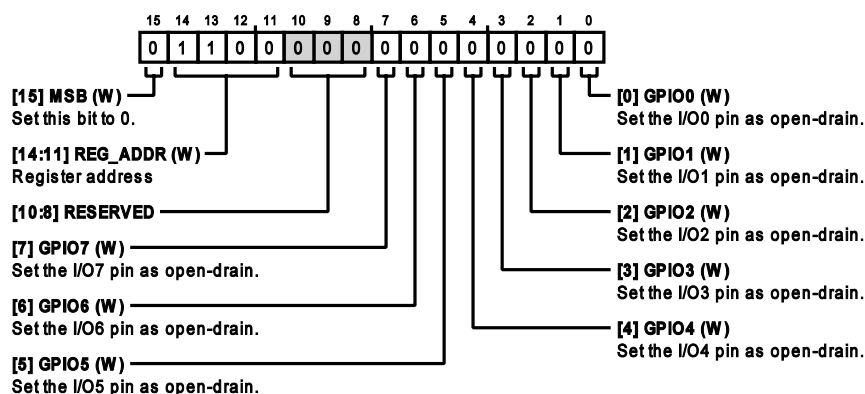 15 14 13 12 11 10 9 8 7 6 5 4 3 2 1 0
0 1 1 0 0 0 0 0 0 0 0 0 0 0 0 0
[15] MSB (W)
Set this bit to 0.
[14:11] REG_ADDR (W)
Register address
[10:8] RESERVED
[7] GPIO7 (W)
Set the I/O7 pin as open-drain.
[6] GPIO6 (W)
Set the I/O6 pin as open-drain.
[5] GPIO5 (W)
Set the I/O5 pin as open-drain.
[0] GPIO0 (W)
Set the I/O0 pin as open-drain.
[1] GPIO1 (W)
Set the I/O1 pin as open-drain.
[2] GPIO2 (W)
Set the I/O2 pin as open-drain.
[3] GPIO3 (W)
Set the I/O3 pin as open-drain.
[4] GPIO4 (W)
Set the I/O4 pin as open-drain.